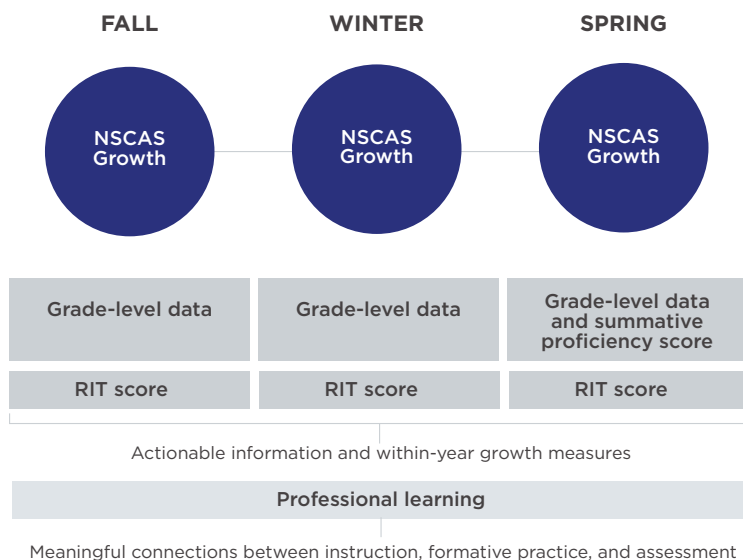 FALL WINTER SPRING
NSCAS NSCAS NSCAS
Growth Growth Growth
Grade-level data Grade-level data Grade-level data
and summative
proficiency score
RIT score RIT score RIT score
Actionable information and within-year growth measures
Professional learning
Meaningful connections between instruction, formative practice, and assessment